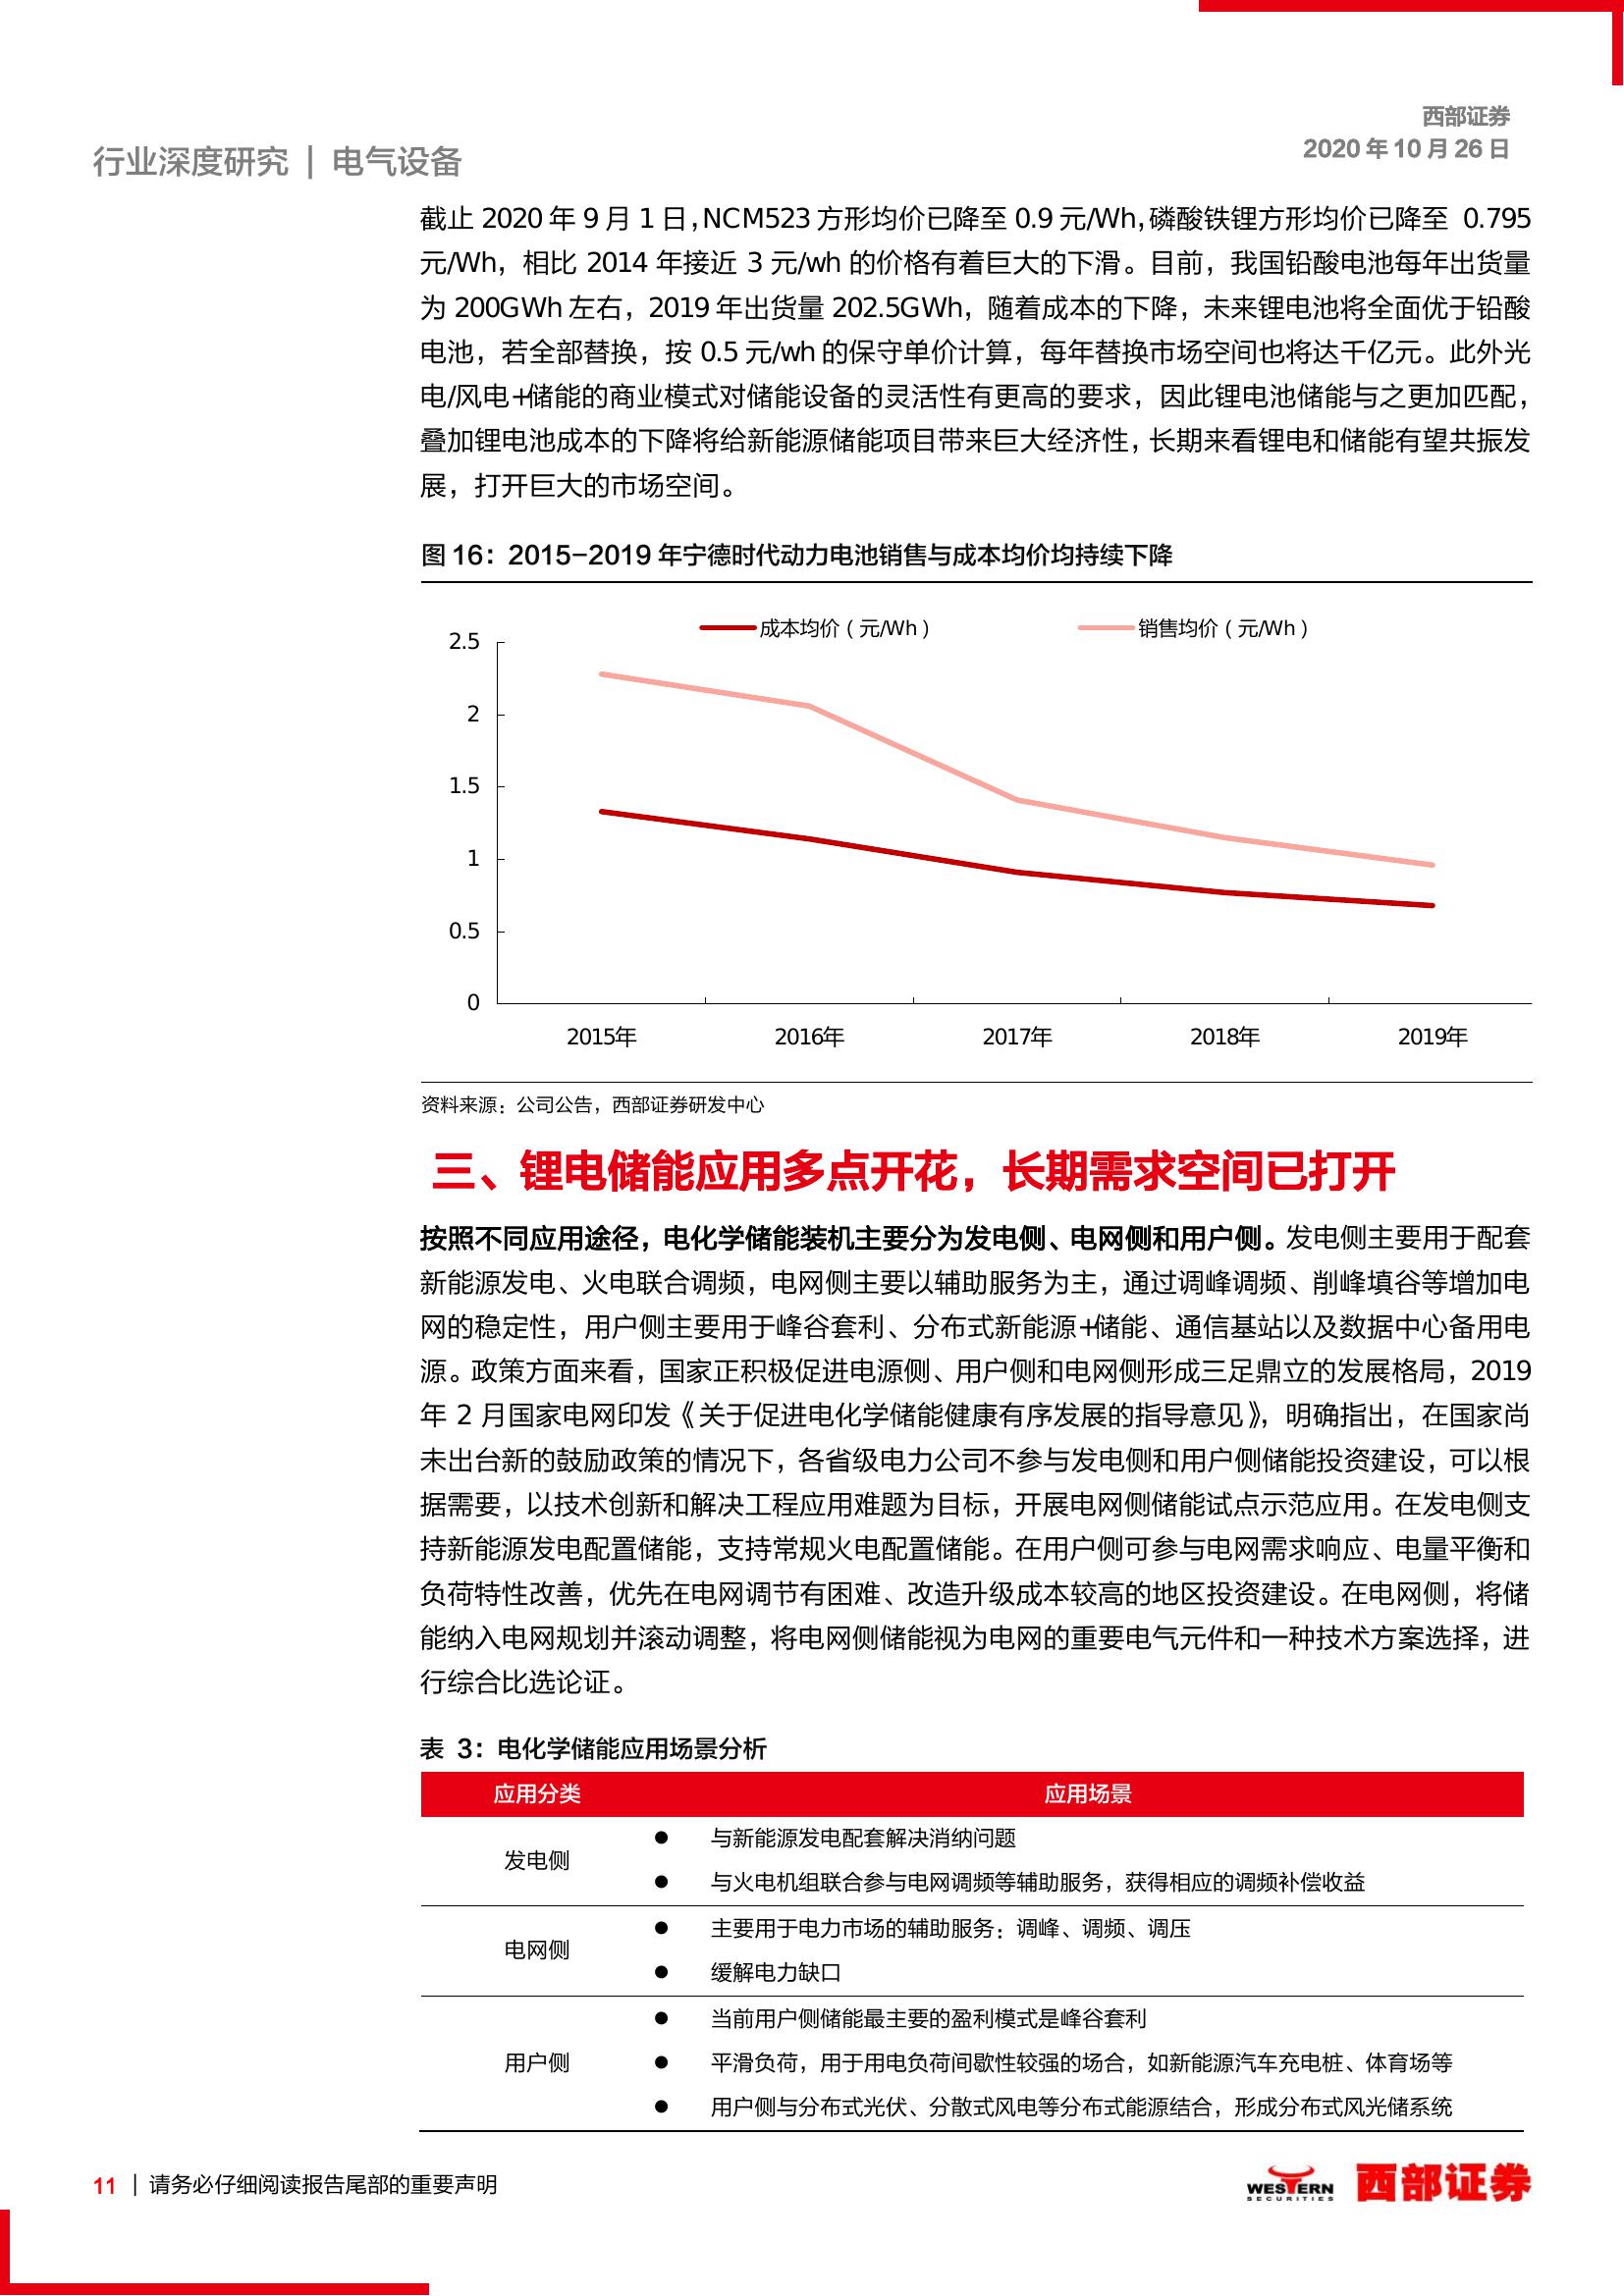 西部证券
2020 年 10 月 26 日
行业深度研究 | 电气设备
截止 2020 年 9 月 1 日,NCM523 方形均价已降至 0.9 元/Wh,磷酸铁锂方形均价已降至 0.795
元/Wh，相比 2014 年接近 3 元/wh 的价格有着巨大的下滑。目前，我国铅酸电池每年出货量
为 200GWh 左右，2019 年出货量 202.5GWh，随着成本的下降，未来锂电池将全面优于铅酸
电池，若全部替换，按 0.5 元/wh 的保守单价计算，每年替换市场空间也将达千亿元。此外光
电/风电+储能的商业模式对储能设备的灵活性有更高的要求，因此锂电池储能与之更加匹配，
叠加锂电池成本的下降将给新能源储能项目带来巨大经济性，长期来看锂电和储能有望共振发
展，打开巨大的市场空间。
图 16：2015-2019 年宁德时代动力电池销售与成本均价均持续下降
成本均价（元/Wh） 销售均价（元/Wh）
2.5
2
1.5
1
0.5
0
2015年 2016年 2017年 2018年 2019年
资料来源：公司公告，西部证券研发中心
三、锂电储能应用多点开花，长期需求空间已打开
按照不同应用途径，电化学储能装机主要分为发电侧、电网侧和用户侧。发电侧主要用于配套
新能源发电、火电联合调频，电网侧主要以辅助服务为主，通过调峰调频、削峰填谷等增加电
网的稳定性，用户侧主要用于峰谷套利、分布式新能源+储能、通信基站以及数据中心备用电
源。政策方面来看，国家正积极促进电源侧、用户侧和电网侧形成三足鼎立的发展格局，2019
年 2 月国家电网印发《关于促进电化学储能健康有序发展的指导意见》，明确指出，在国家尚
未出台新的鼓励政策的情况下，各省级电力公司不参与发电侧和用户侧储能投资建设，可以根
据需要，以技术创新和解决工程应用难题为目标，开展电网侧储能试点示范应用。在发电侧支
持新能源发电配置储能，支持常规火电配置储能。在用户侧可参与电网需求响应、电量平衡和
负荷特性改善，优先在电网调节有困难、改造升级成本较高的地区投资建设。在电网侧，将储
能纳入电网规划并滚动调整，将电网侧储能视为电网的重要电气元件和一种技术方案选择，进
行综合比选论证。
表 3：电化学储能应用场景分析
应用分类 应用场景
发电侧
● 与新能源发电配套解决消纳问题
● 与火电机组联合参与电网调频等辅助服务，获得相应的调频补偿收益
电网侧
● 主要用于电力市场的辅助服务：调峰、调频、调压
● 缓解电力缺口
用户侧
● 当前用户侧储能最主要的盈利模式是峰谷套利
● 平滑负荷，用于用电负荷间歇性较强的场合，如新能源汽车充电桩、体育场等
● 用户侧与分布式光伏、分散式风电等分布式能源结合，形成分布式风光储系统
11 | 请务必仔细阅读报告尾部的重要声明
WESTERN
SECURITIES
西部证券